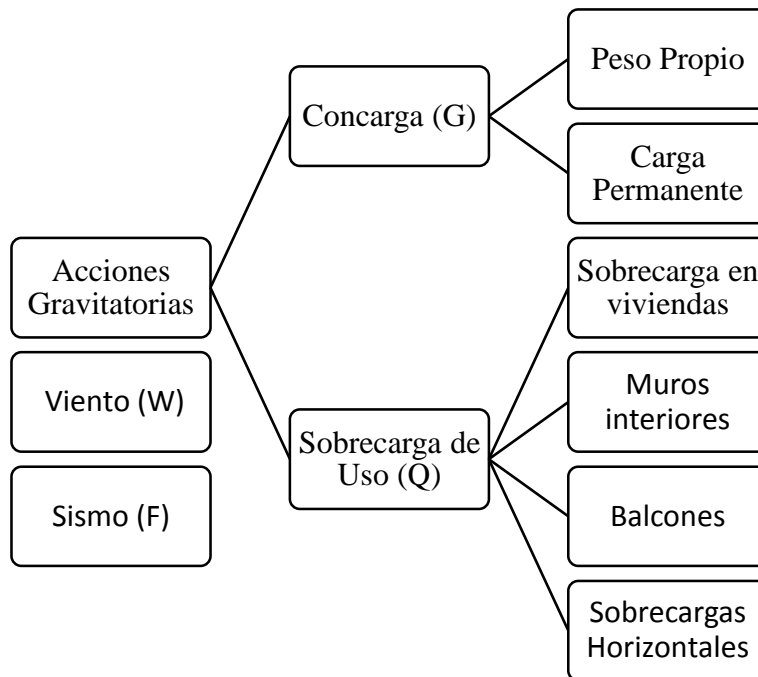 Acciones
Gravitatorias
Viento (W)
Sismo (F)
Concarga (G)
Sobrecarga de
Uso (Q)
Peso Propio
Carga
Permanente
Sobrecarga en
viviendas
Muros
interiores
Balcones
Sobrecargas
Horizontales